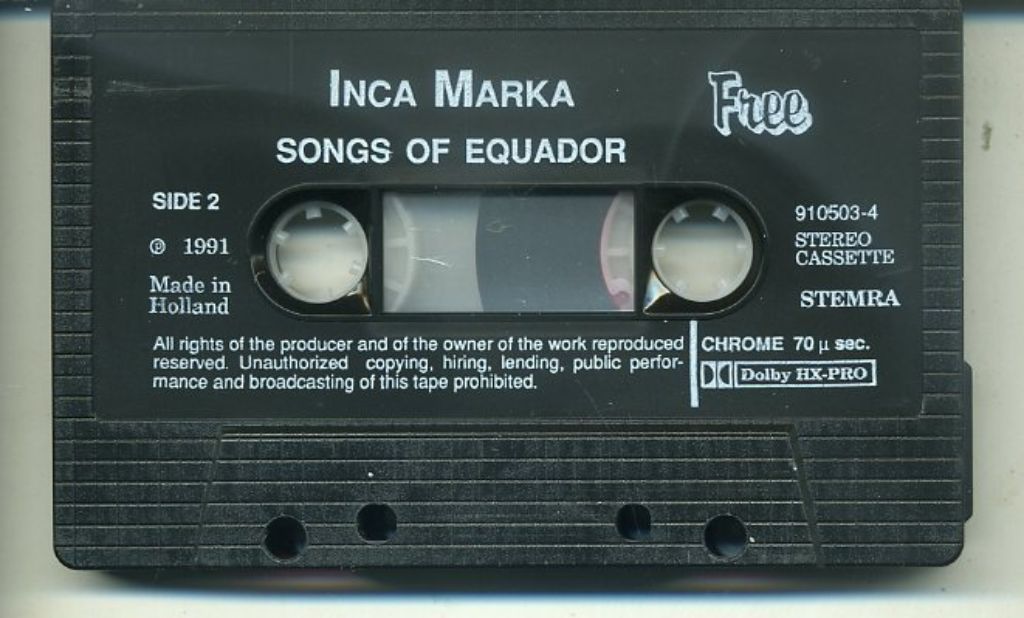 INCA MARKA
Free
SONGS OF EQUADOR
SIDE 2
℗ 1991
Made in
Holland
910503-4
STEREO
CASSETTE
STEMRA
All rights of the producer and of the owner of the work reproduced
reserved. Unauthorized copying, hiring, lending, public perfor-
mance and broadcasting of this tape prohibited.
CHROME 70 µ sec.
Dolby HX-PRO